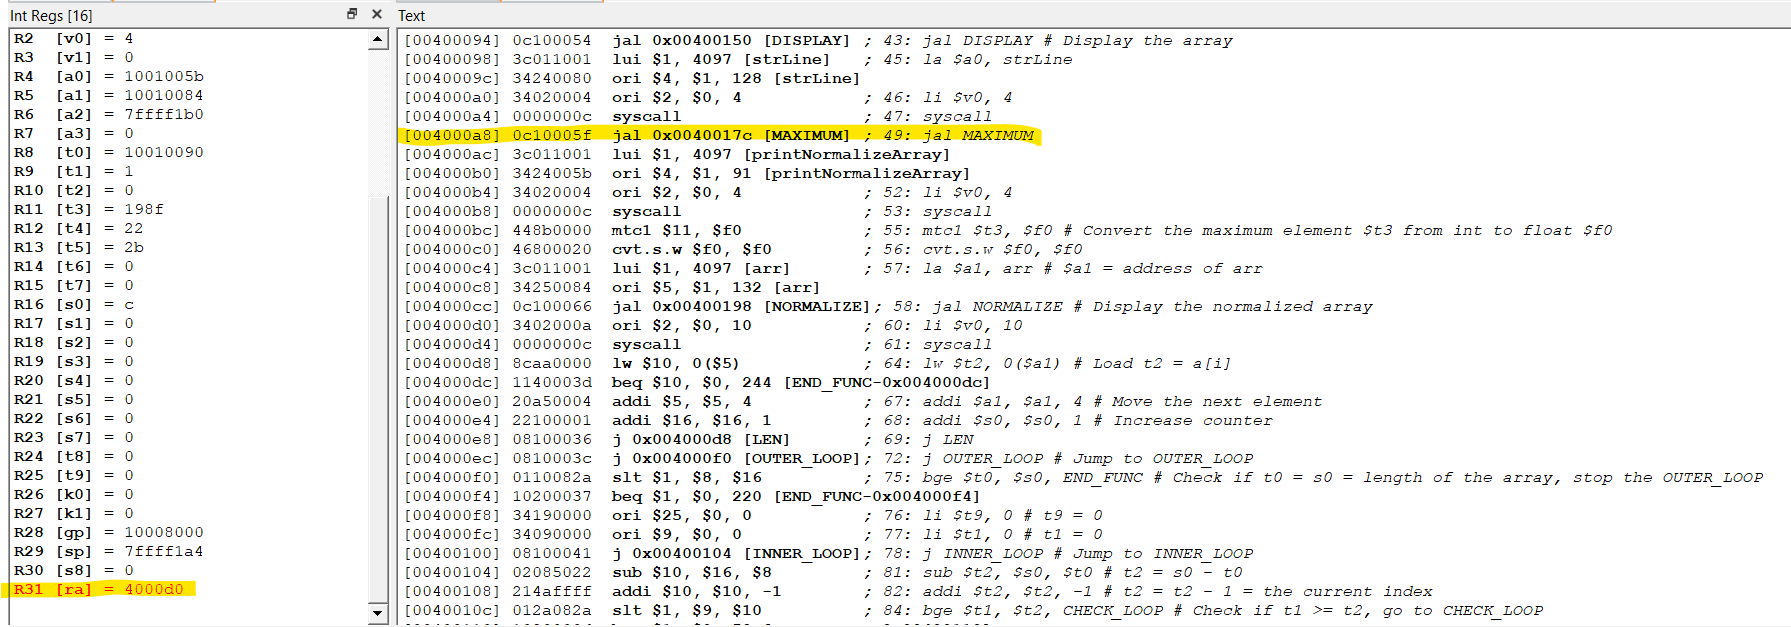 Int Regs [16]
R2 [v0] = 4
R3 [v1] = 0
R4 [a0] = 1001005b
R5 [a1] = 10010084
R6 [a2] = 7ffff1b0
R7 [a3] = 0
R8 [t0] = 10010090
R9 [t1] = 1
R10 [t2] = 0
R11 [t3] = 198f
R12 [t4] = 22
R13 [t5] = 2b
R14 [t6] = 0
R15 [t7] = 0
R16 [s0] = c
R17 [s1] = 0
R18 [s2] = 0
R19 [s3] = 0
R20 [s4] = 0
R21 [s5] = 0
R22 [s6] = 0
R23 [s7] = 0
R24 [t8] = 0
R25 [t9] = 0
R26 [k0] = 0
R27 [k1] = 0
R28 [gp] = 10008000
R29 [sp] = 7ffff1a4
R30 [s8] = 0
R31 [ra] = 4000d0
Text
[00400094] 0c100054 jal 0x00400150 [DISPLAY] ; 43: jal DISPLAY # Display the array
[00400098] 3c011001 lui $1, 4097 [strLine] ; 45: la $a0, strLine
[0040009c] 34240080 ori $4, $1, 128 [strLine]
[004000a0] 34020004 ori $2, $0, 4 ; 46: li $v0, 4
[004000a4] 0000000c syscall ; 47: syscall
[004000a8] 0c10005f jal 0x0040017c [MAXIMUM] ; 49: jal MAXIMUM
[004000ac] 3c011001 lui $1, 4097 [printNormalizeArray]
[004000b0] 3424005b ori $4, $1, 91 [printNormalizeArray]
[004000b4] 34020004 ori $2, $0, 4 ; 52: li $v0, 4
[004000b8] 0000000c syscall ; 53: syscall
[004000bc] 448b0000 mtc1 $11, $f0 ; 55: mtc1 $t3, $f0 # Convert the maximum element $t3 from int to float $f0
[004000c0] 46800020 cvt.s.w $f0, $f0 ; 56: cvt.s.w $f0, $f0
[004000c4] 3c011001 lui $1, 4097 [arr] ; 57: la $a1, arr # $a1 = address of arr
[004000c8] 34250084 ori $5, $1, 132 [arr]
[004000cc] 0c100066 jal 0x00400198 [NORMALIZE]; 58: jal NORMALIZE # Display the normalized array
[004000d0] 3402000a ori $2, $0, 10 ; 60: li $v0, 10
[004000d4] 0000000c syscall ; 61: syscall
[004000d8] 8caa0000 lw $10, 0($5) ; 64: lw $t2, 0($a1) # Load t2 = a[i]
[004000dc] 1140003d beq $10, $0, 244 [END_FUNC-0x004000dc]
[004000e0] 20a50004 addi $5, $5, 4 ; 67: addi $a1, $a1, 4 # Move the next element
[004000e4] 22100001 addi $16, $16, 1 ; 68: addi $s0, $s0, 1 # Increase counter
[004000e8] 08100036 j 0x004000d8 [LEN] ; 69: j LEN
[004000ec] 0810003c j 0x004000f0 [OUTER_LOOP]; 72: j OUTER_LOOP # Jump to OUTER_LOOP
[004000f0] 0110082a slt $1, $8, $16 ; 75: bge $t0, $s0, END_FUNC # Check if t0 = s0 = length of the array, stop the OUTER_LOOP
[004000f4] 10200037 beq $1, $0, 220 [END_FUNC-0x004000f4]
[004000f8] 34190000 ori $25, $0, 0 ; 76: li $t9, 0 # t9 = 0
[004000fc] 34090000 ori $9, $0, 0 ; 77: li $t1, 0 # t1 = 0
[00400100] 08100041 j 0x00400104 [INNER_LOOP]; 78: j INNER_LOOP # Jump to INNER_LOOP
[00400104] 02085022 sub $10, $16, $8 ; 81: sub $t2, $s0, $t0 # t2 = s0 - t0
[00400108] 214affff addi $10, $10, -1 ; 82: addi $t2, $t2, -1 # t2 = t2 - 1 = the current index
[0040010c] 012a082a slt $1, $9, $10 ; 84: bge $t1, $t2, CHECK_LOOP # Check if t1 >= t2, go to CHECK_LOOP